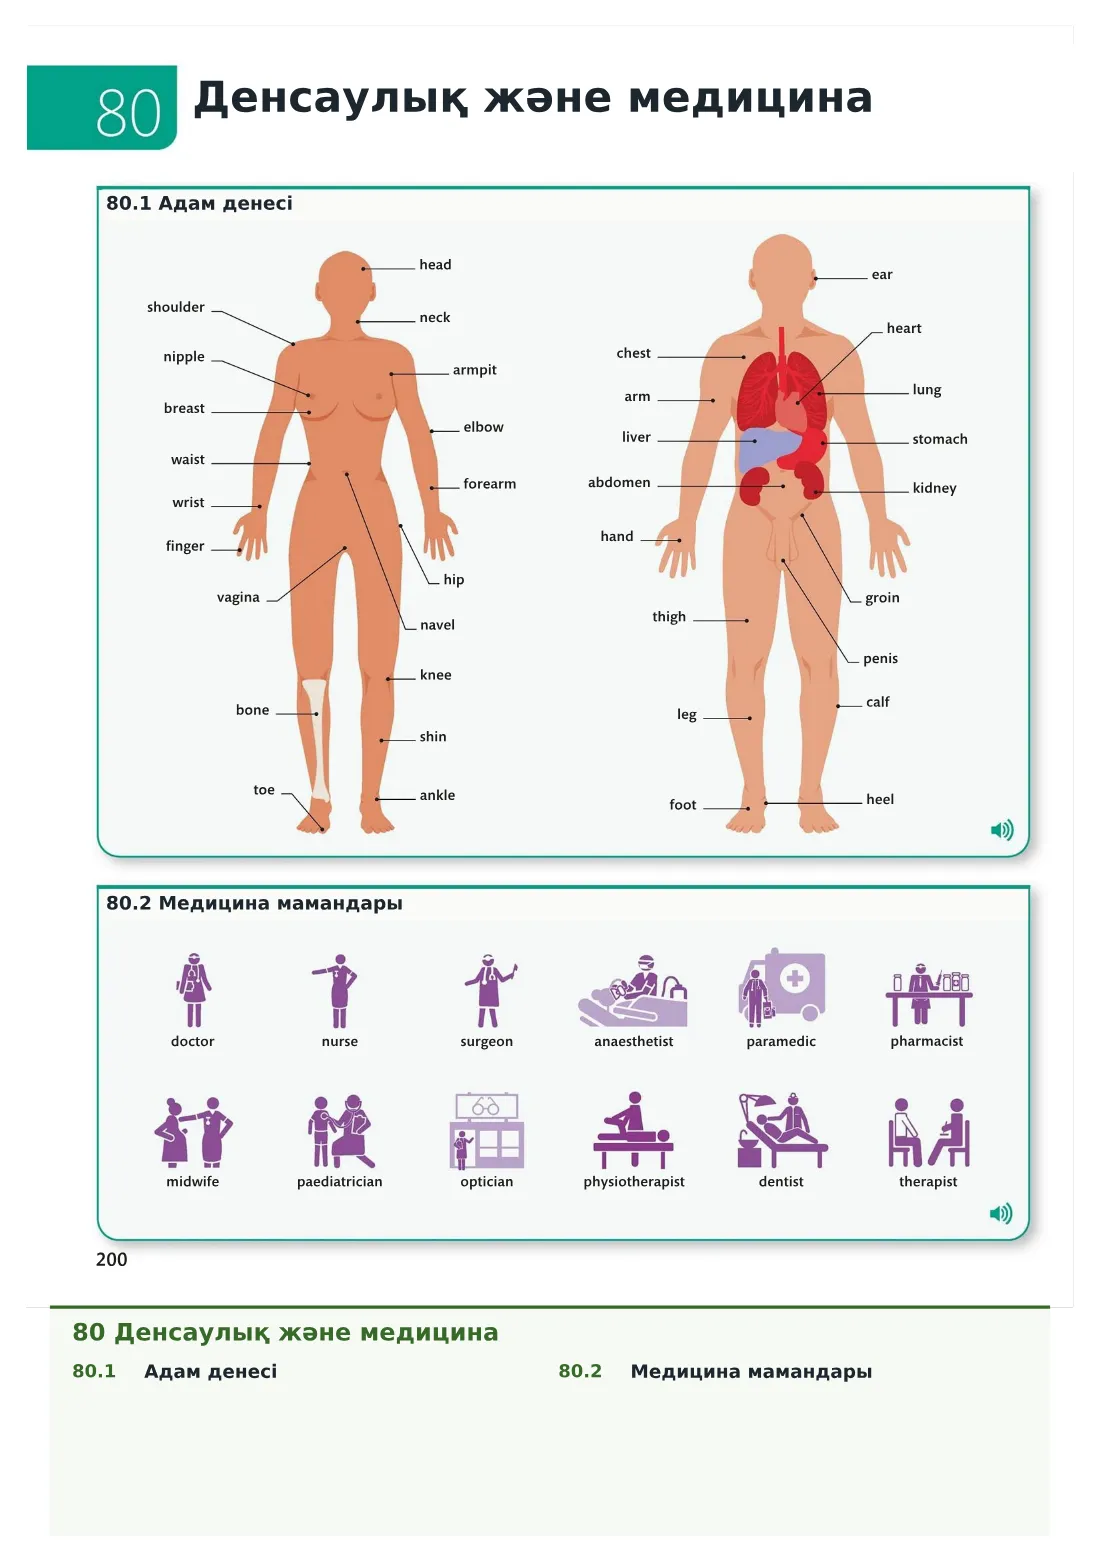 80
Денсаулық және медицина
80.1 Адам денесі
head
shoulder
neck
nipple
armpit
breast
elbow
waist
forearm
wrist
finger
hip
vagina
navel
knee
bone
shin
toe
ankle
ear
heart
chest
lung
arm
liver
stomach
abdomen
kidney
hand
groin
thigh
penis
calf
leg
heel
foot
80.2 Медицина мамандары
doctor nurse surgeon anaesthetist paramedic pharmacist
midwife paediatrician optician physiotherapist dentist therapist
200
80 Денсаулық және медицина
80.1 Адам денесі
80.2 Медицина мамандары